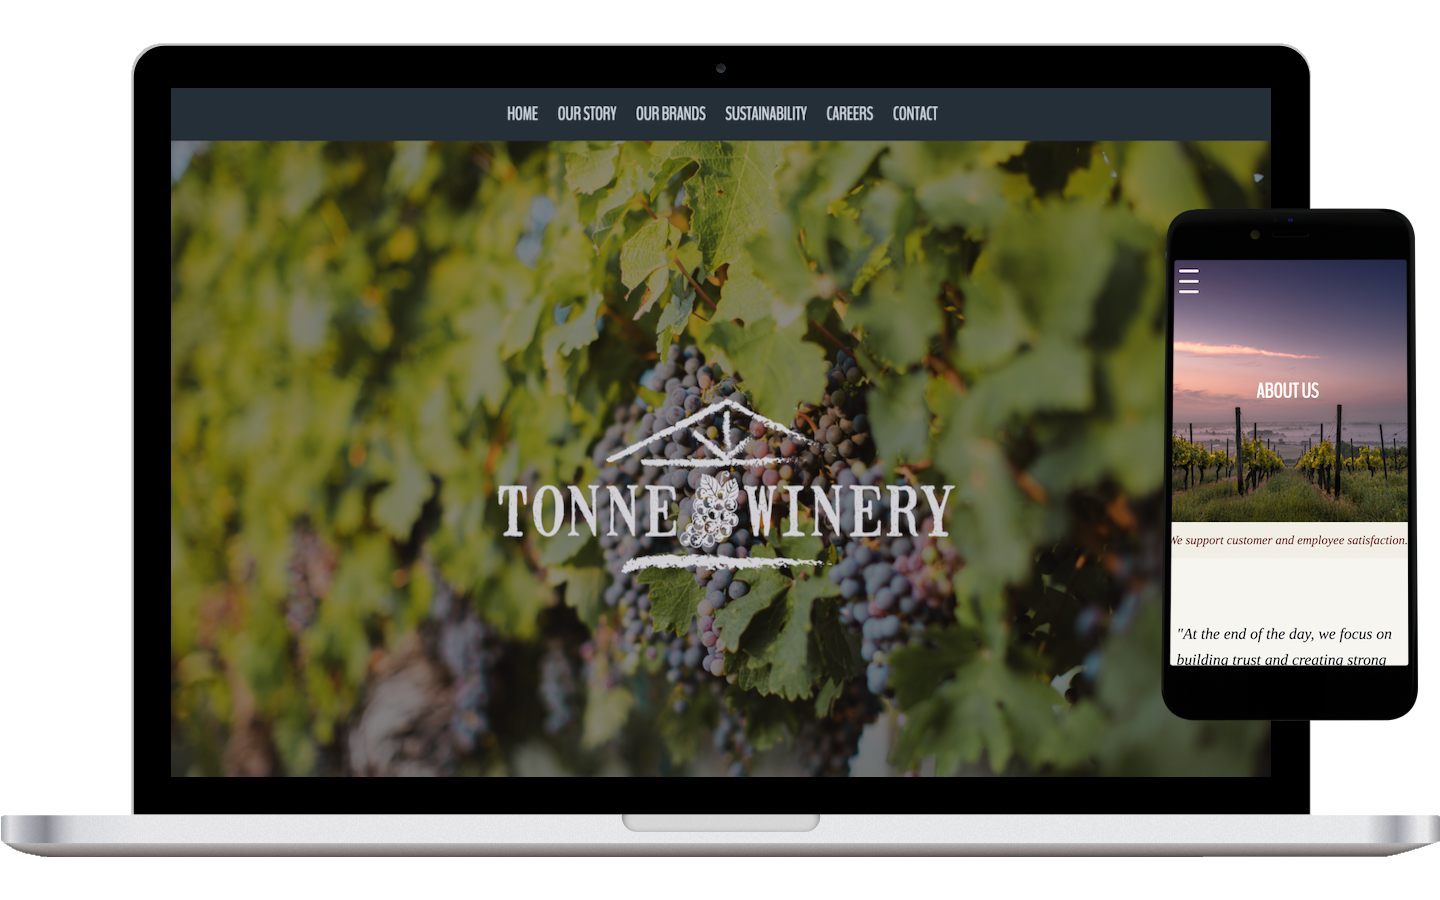 HOME OUR STORY OUR BRANDS SUSTAINABILITY CAREERS CONTACT
TONNE WINERY
ABOUT US
We support customer and employee satisfaction.
"At the end of the day, we focus on
building trust and creating strong